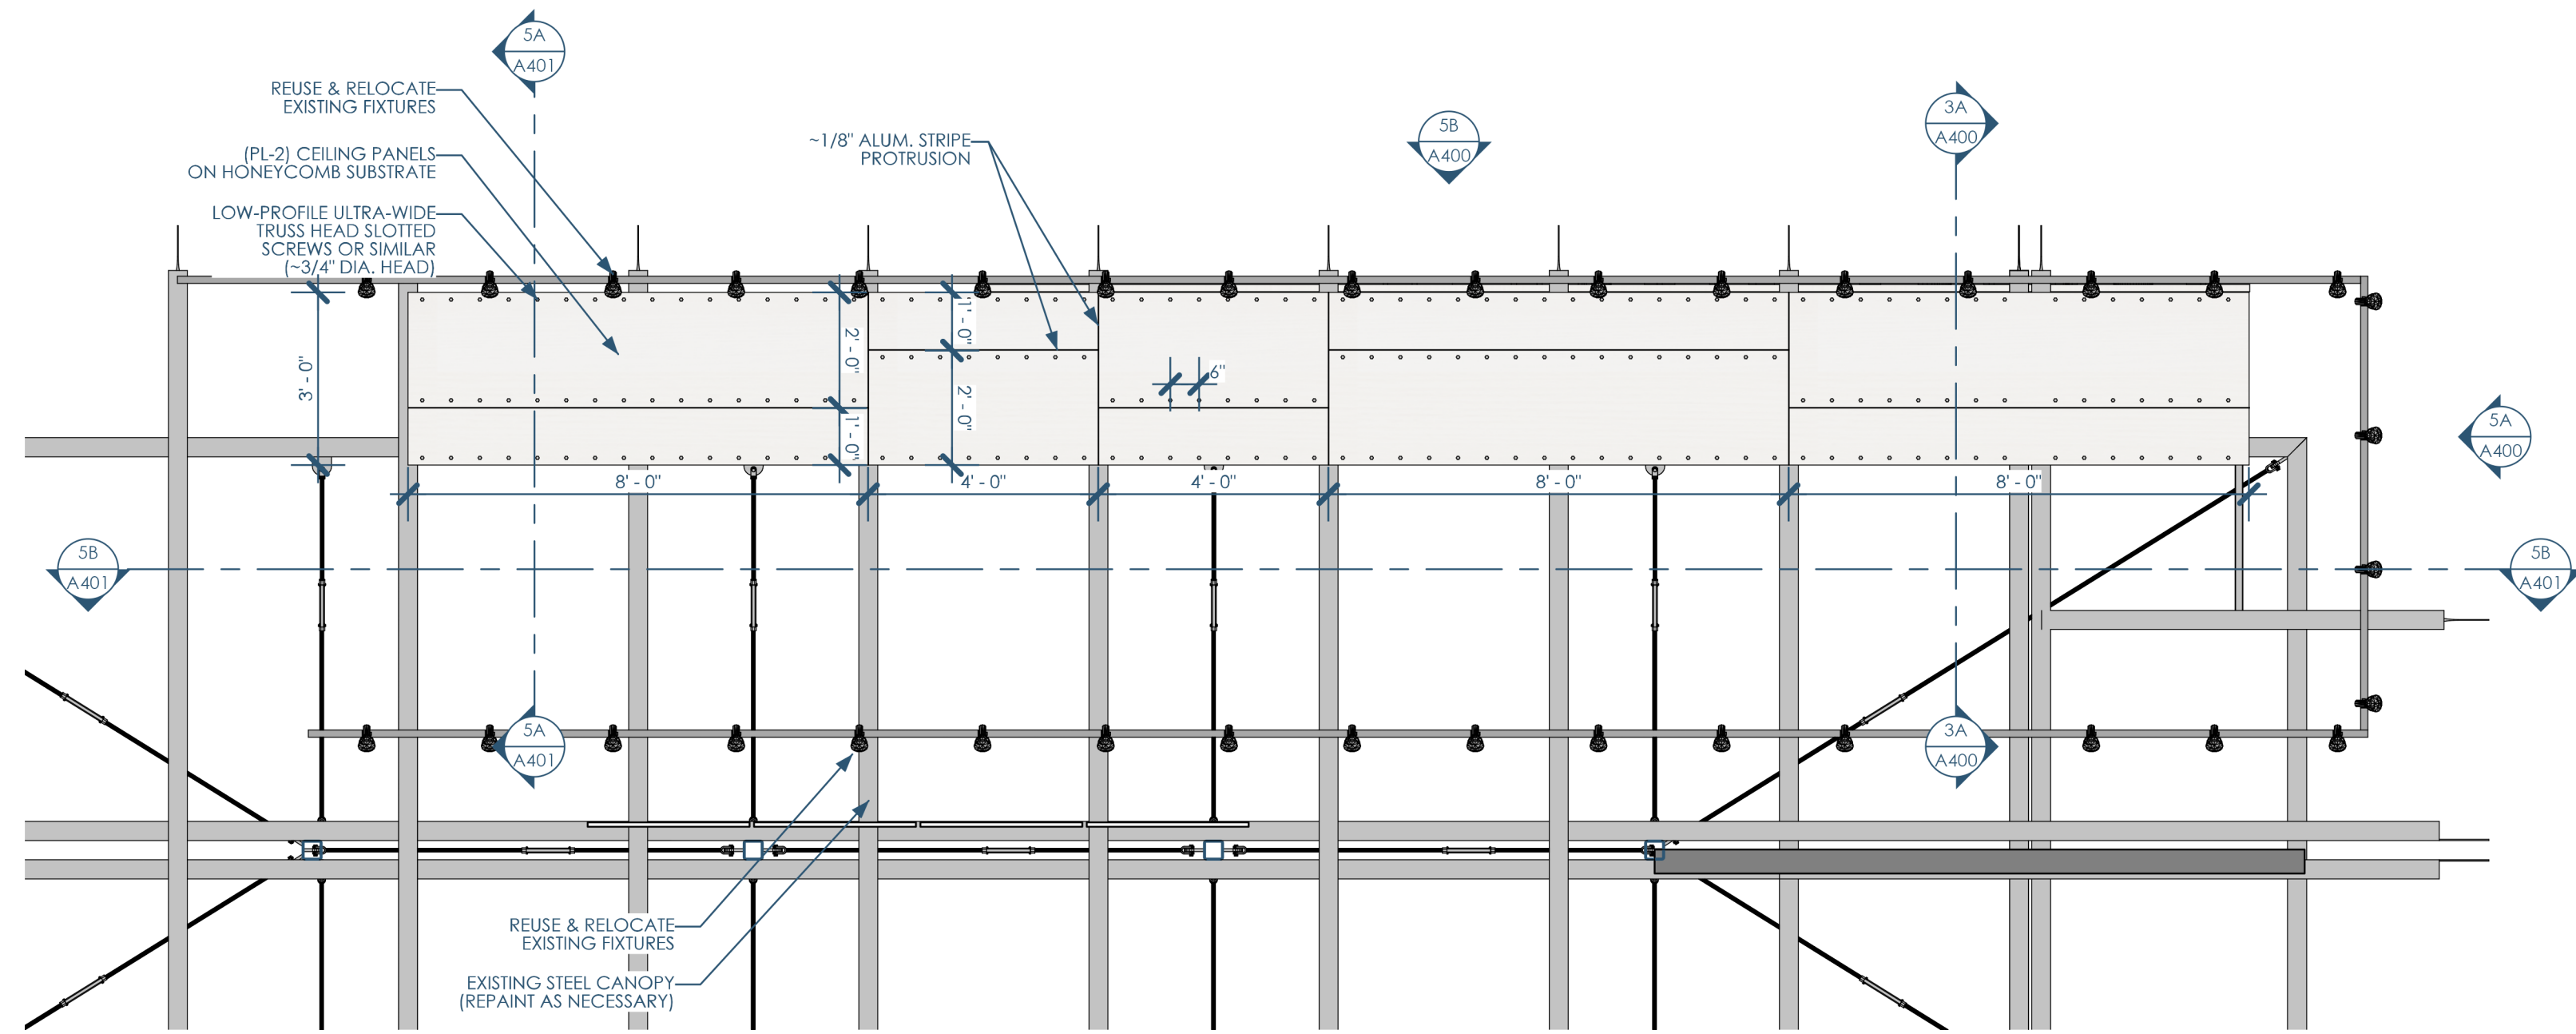 5A
A401
REUSE & RELOCATE
EXISTING FIXTURES
(PL-2) CEILING PANELS
ON HONEYCOMB SUBSTRATE
LOW-PROFILE ULTRA-WIDE
TRUSS HEAD SLOTTED
SCREWS OR SIMILAR
(~3/4" DIA. HEAD)
~1/8" ALUM. STRIPE
PROTRUSION
5B
A400
3A
A400
3' - 0"
2' - 0"
1' - 0"
1' - 0"
2' - 0"
6"
8' - 0"
4' - 0"
4' - 0"
8' - 0"
8' - 0"
5A
A400
5B
A401
5B
A401
5A
A401
3A
A400
REUSE & RELOCATE
EXISTING FIXTURES
EXISTING STEEL CANOPY
(REPAINT AS NECESSARY)